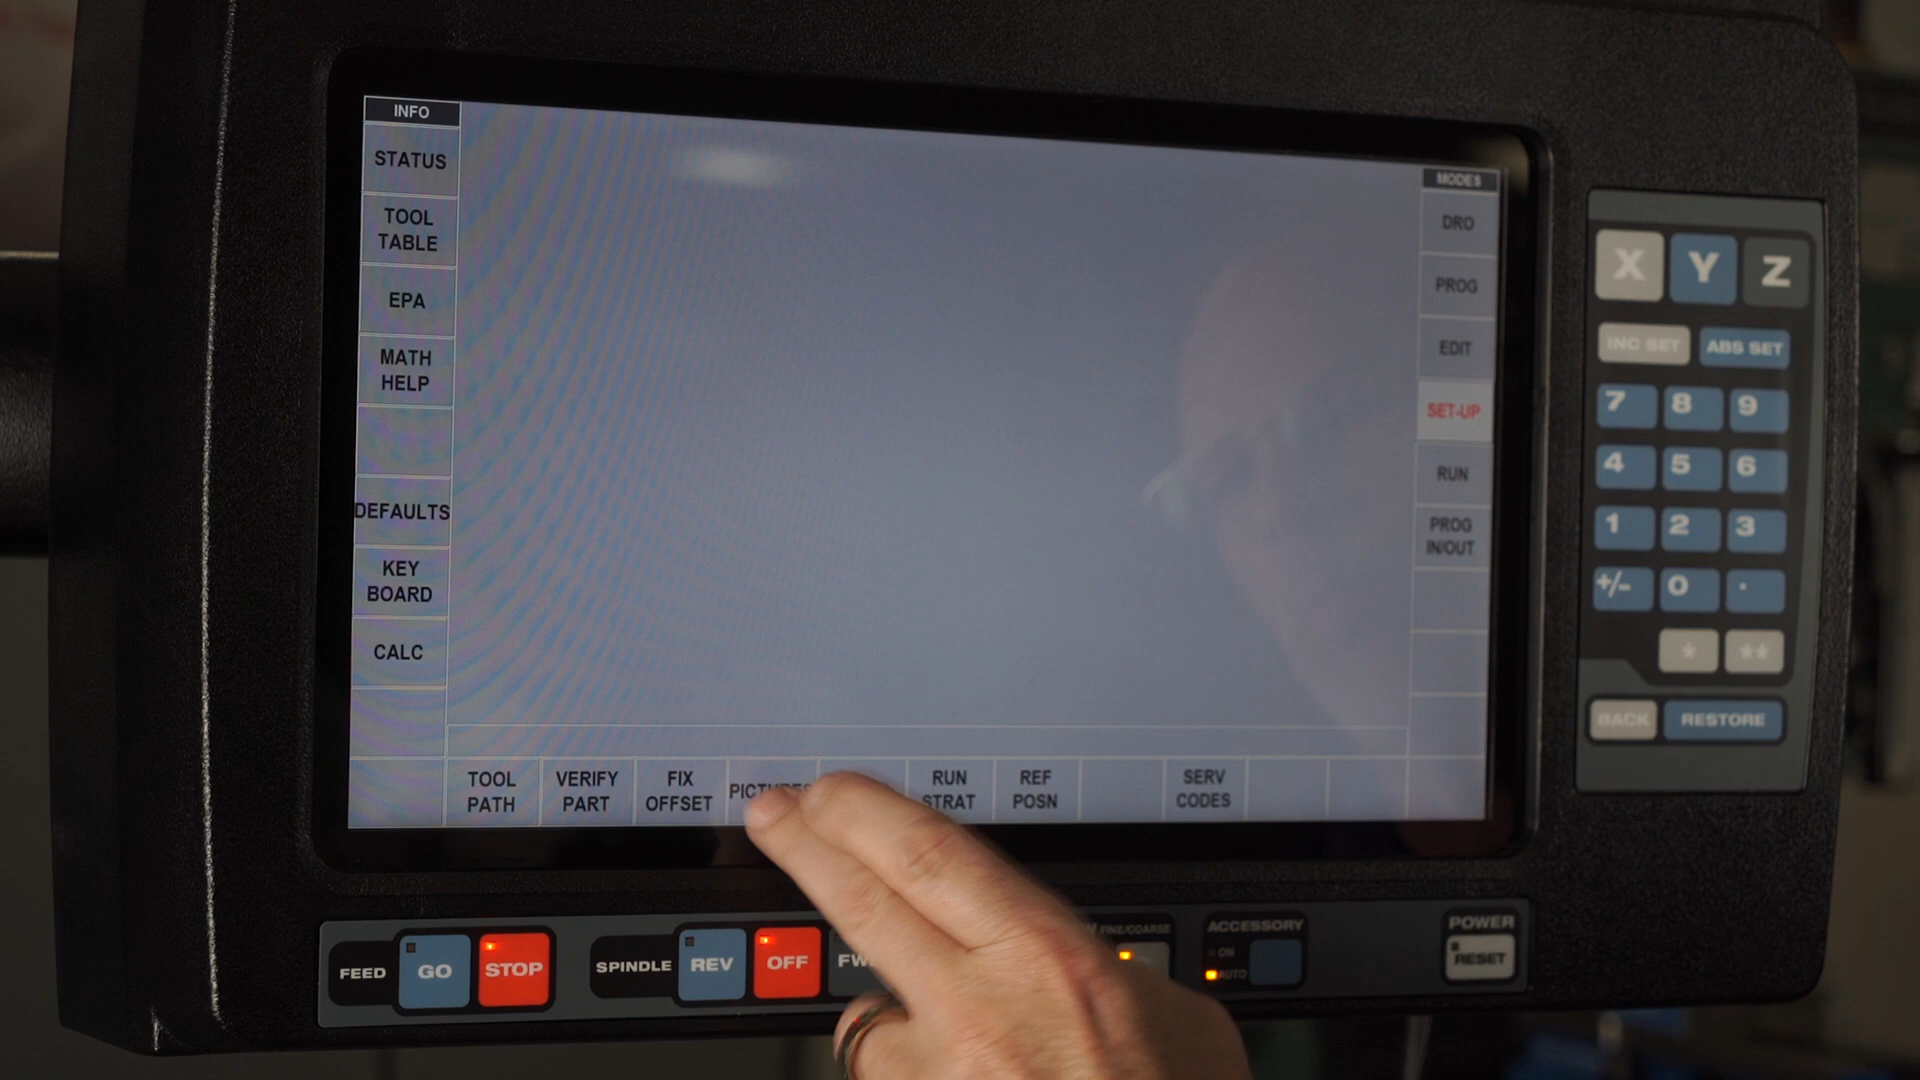 INFO
STATUS
TOOL
TABLE
EPA
MATH
HELP
DEFAULTS
KEY
BOARD
CALC
MODES
DRO
PROG
EDIT
SET-UP
RUN
PROG
IN/OUT
TOOL
PATH
VERIFY
PART
FIX
OFFSET
PICTURES
RUN
STRAT
REF
POSN
SERV
CODES
X Y Z
INC SET ABS SET
7 8 9
4 5 6
1 2 3
+/- 0 .
* **
BACK RESTORE
FEED GO STOP
SPINDLE REV OFF
FINE/COARSE
ACCESSORY
ON
AUTO
POWER
RESET